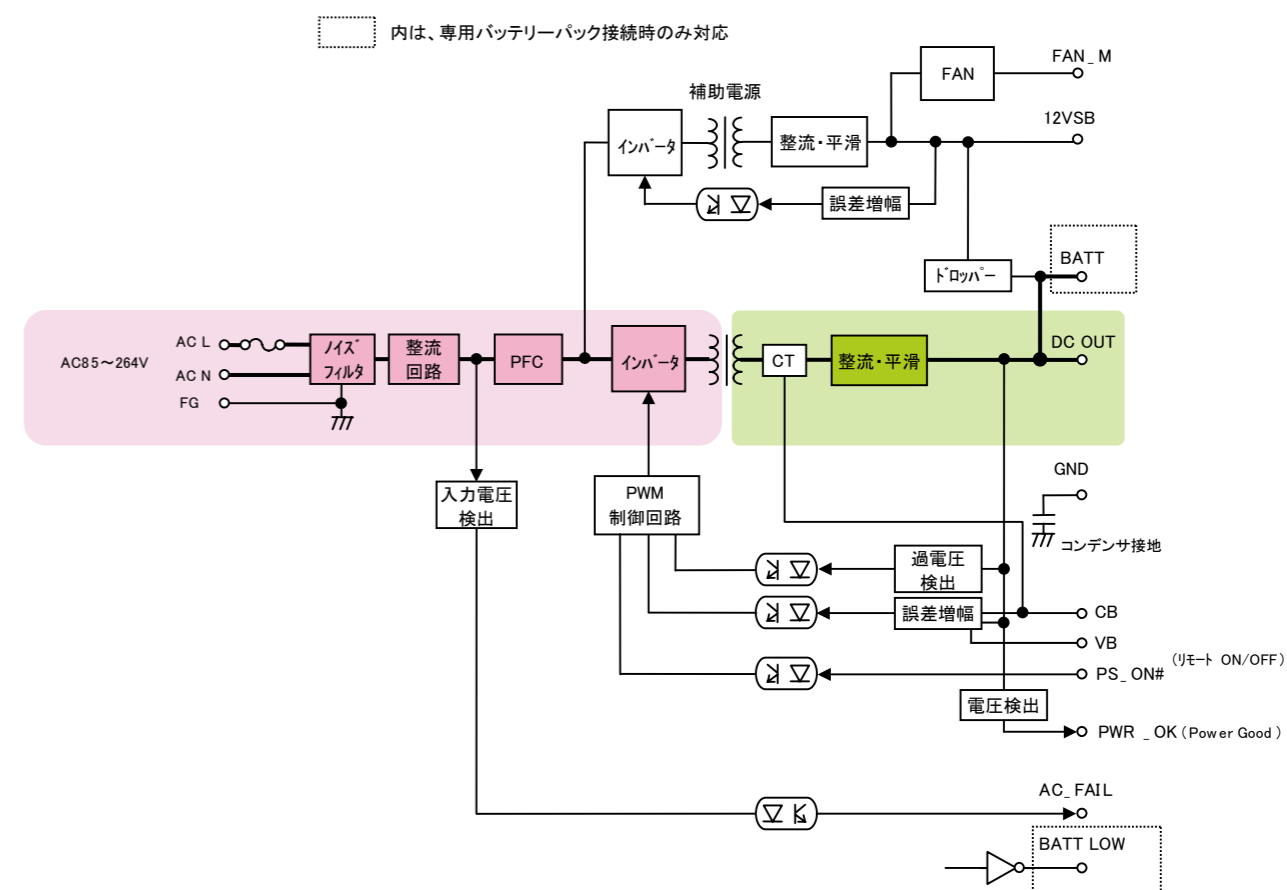 内は、専用バッテリーパック接続時のみ対応
FAN_M
FAN
補助電源
12VSB
インバータ
整流・平滑
誤差増幅
BATT
ドロッパー
AC85～264V
AC L
AC N
FG
ノイズ
フィルタ
整流
回路
PFC
インバータ
CT
整流・平滑
DC OUT
GND
コンデンサ接地
入力電圧
検出
PWM
制御回路
過電圧
検出
誤差増幅
CB
VB
PS_ON#
(リモート ON/OFF)
電圧検出
PWR _OK (Power Good )
AC_FAIL
BATT LOW